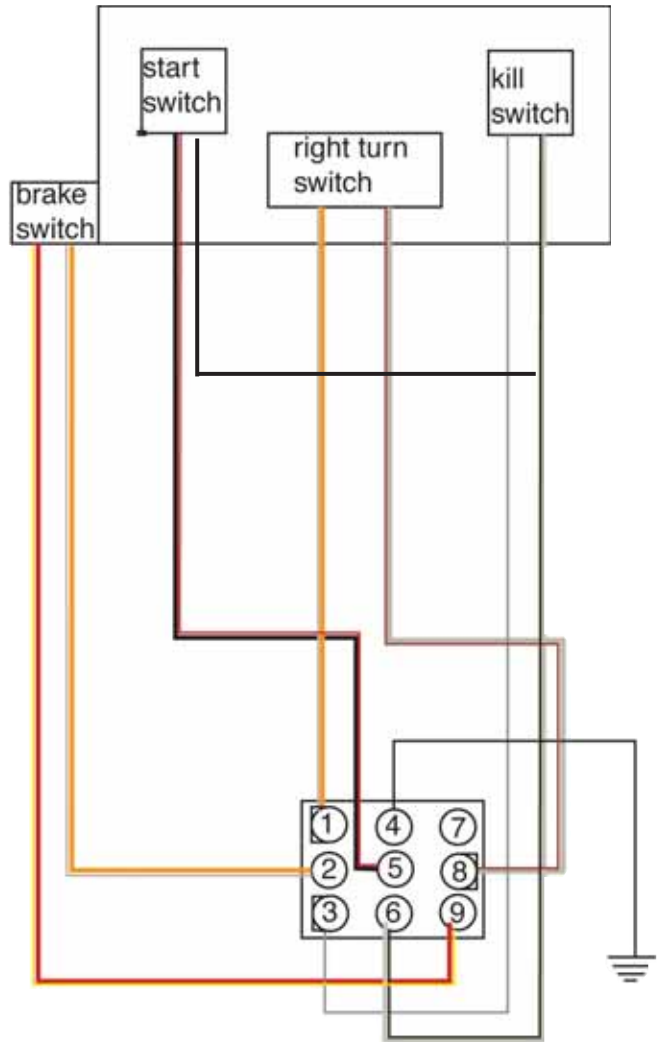 start
switch
kill
switch
right turn
switch
brake
switch
1 4 7
2 5 8
3 6 9